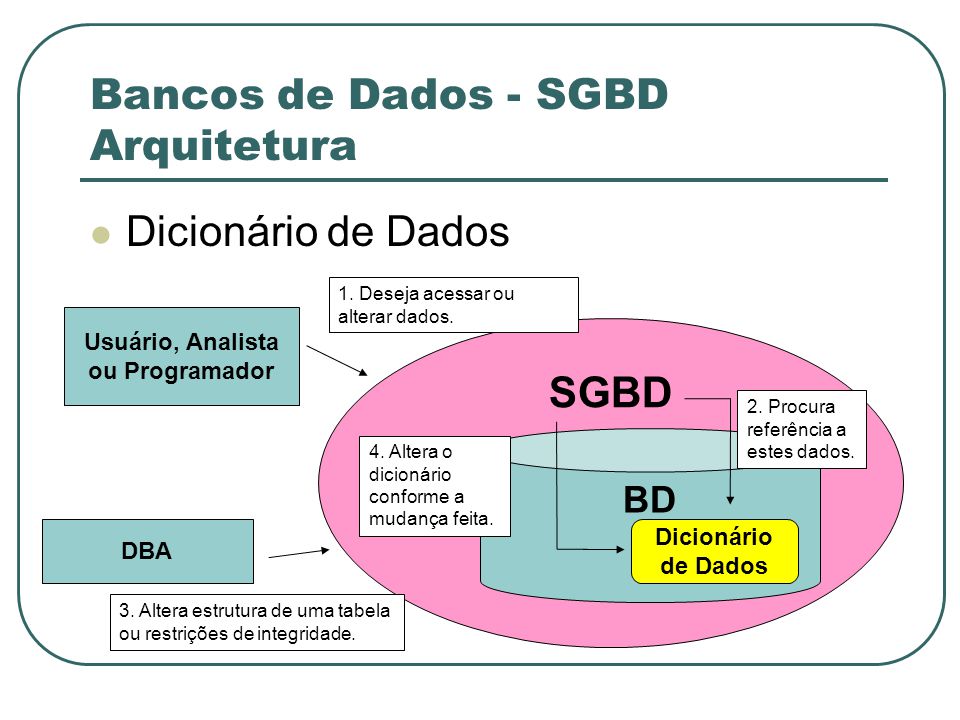 Bancos de Dados - SGBD
Arquitetura
Dicionário de Dados
1. Deseja acessar ou
alterar dados.
Usuário, Analista
ou Programador
SGBD
2. Procura
referência a
estes dados.
4. Altera o
dicionário
conforme a
mudança feita.
BD
Dicionário
de Dados
DBA
3. Altera estrutura de uma tabela
ou restrições de integridade.